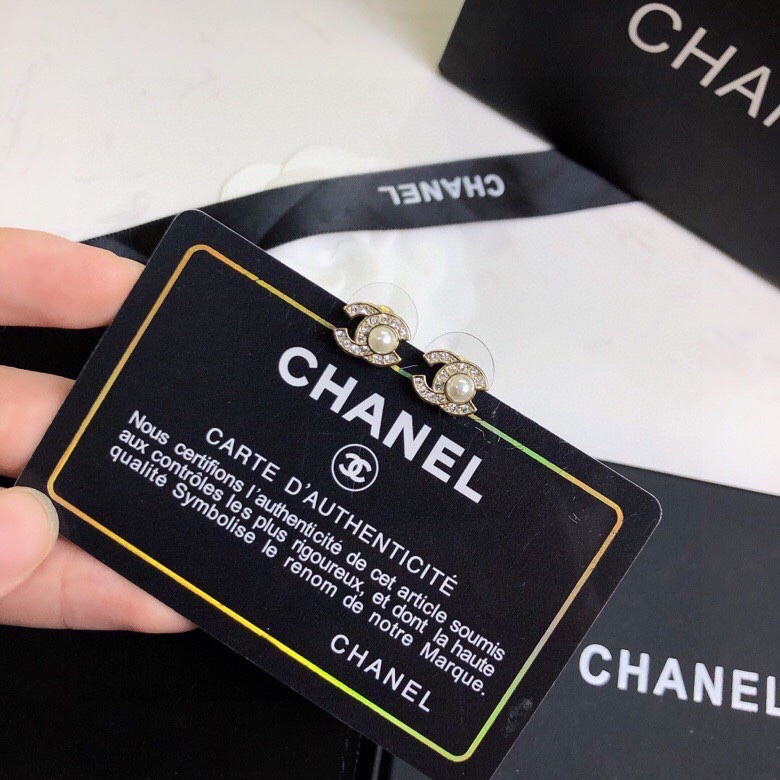 CHA
CHANEL
CHANEL
CARTE D'AUTHENTICITÉ
Nous certifions l'authenticité de cet article soumis
aux contrôles les plus rigoureux, et dont la haute
qualité Symbolise le renom de notre Marque.
CHANEL
CHANEL